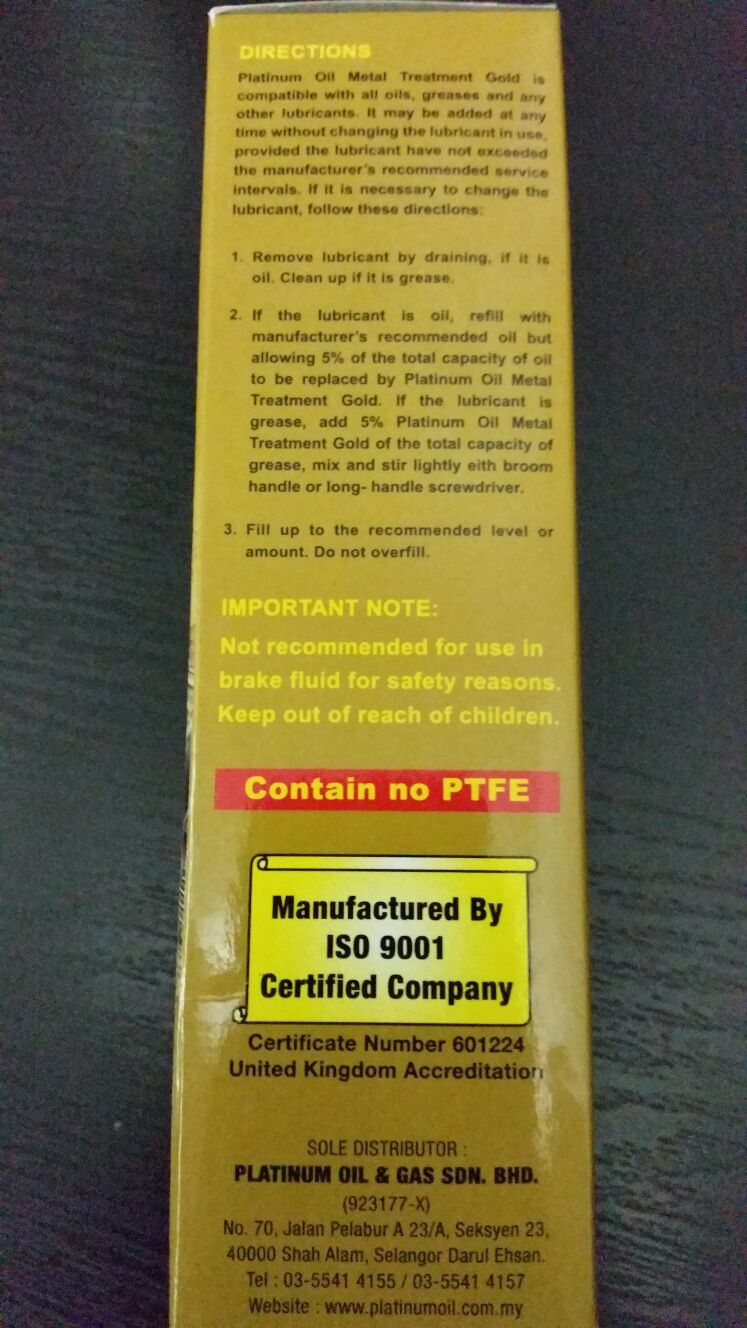 DIRECTIONS
Platinum Oil Metal Treatment Gold is
compatible with all oils, greases and any
other lubricants. It may be added at any
time without changing the lubricant in use,
provided the lubricant have not exceeded
the manufacturer's recommended service
intervals. If it is necessary to change the
lubricant, follow these directions:
1. Remove lubricant by draining, if it is
oil. Clean up if it is grease.
2. If the lubricant is oil, refill with
manufacturer's recommended oil but
allowing 5% of the total capacity of oil
to be replaced by Platinum Oil Metal
Treatment Gold. If the lubricant is
grease, add 5% Platinum Oil Metal
Treatment Gold of the total capacity of
grease, mix and stir lightly eith broom
handle or long- handle screwdriver.
3. Fill up to the recommended level or
amount. Do not overfill.
IMPORTANT NOTE:
Not recommended for use in
brake fluid for safety reasons.
Keep out of reach of children.
Contain no PTFE
Manufactured By
ISO 9001
Certified Company
Certificate Number 601224
United Kingdom Accreditation
SOLE DISTRIBUTOR :
PLATINUM OIL & GAS SDN. BHD.
(923177-X)
No. 70, Jalan Pelabur A 23/A, Seksyen 23,
40000 Shah Alam, Selangor Darul Ehsan.
Tel : 03-5541 4155 / 03-5541 4157
Website : www.platinumoil.com.my